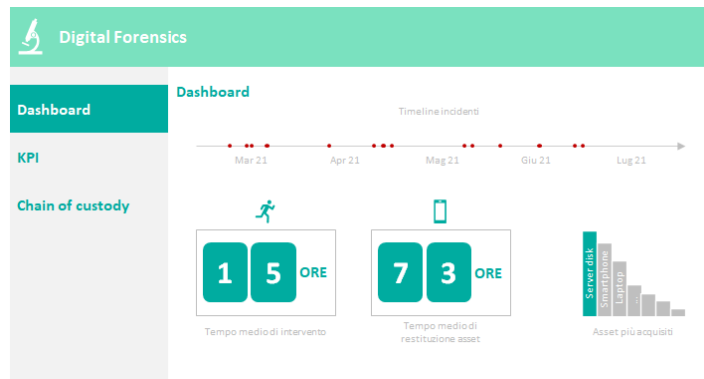 Digital Forensics
Dashboard
KPI
Chain of custody
Dashboard
Timeline incidenti
Mar 21
Apr 21
Mag 21
Giu 21
Lug 21
1 5 ORE
Tempo medio di intervento
7 3 ORE
Tempo medio di
restituzione asset
Server disk
Smartphone
Laptop
...
Asset più acquisiti